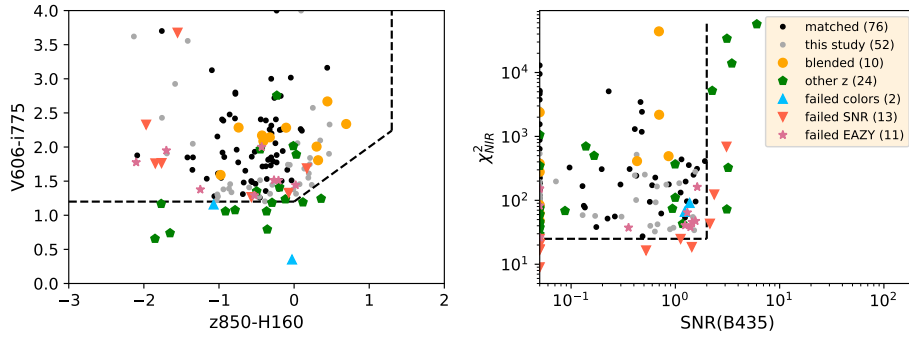 4.0
3.5
3.0
2.5
2.0
1.5
1.0
0.5
0.0
V606-i775
−3
−2
−1
0
1
z850-H160
10⁴
10³
10²
10¹
χ²NIR
10⁻¹
10⁰
10¹
10²
SNR(B435)
matched (76)
this study (52)
blended (10)
other z (24)
failed colors (2)
failed SNR (13)
failed EAZY (11)